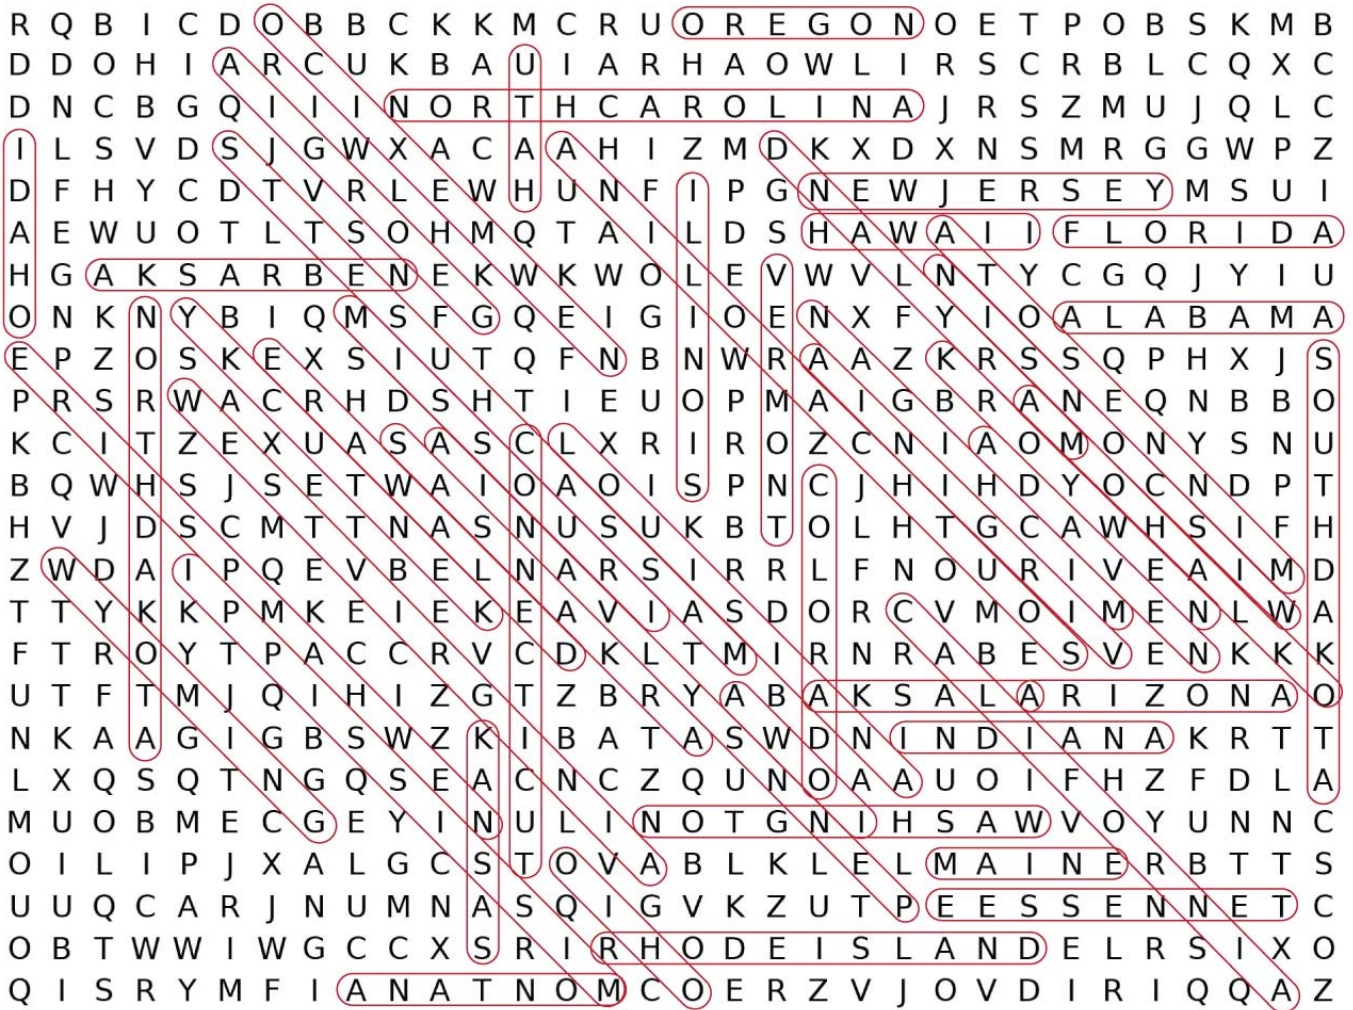 R Q B I C D O B B C K K M C R U O R E G O N O E T P O B S K M B
D D O H I A R C U K B A U I A R H A O W L I R S C R B L C Q X C
D N C B G Q I I I N O R T H C A R O L I N A J R S Z M U J Q L C
I L S V D S J G W X A C A A H I Z M D K X D X N S M R G G W P Z
D F H Y C D T V R L E W H U N F I P G N E W J E R S E Y M S U I
A E W U O T L T S O H M Q T A I L D S H A W A I I F L O R I D A
H G A K S A R B E N E K W K W O L E V W V L N T Y C G Q J Y I U
O N K N Y B I Q M S F G Q E I G I O E N X F Y I O A L A B A M A
E P Z O S K E X S I U T Q F N B N W R A A Z K R S S Q P H X J S
P R S R W A C R H D S H T I E U O P M A I G B R A N E Q N B B O
K C I T Z E X U A S A S C L X R I R O Z C N I A O M O N Y S N U
B Q W H S J S E T W A I O A O I S P N C J H I H D Y O C N D P T
H V J D S C M T T N A S N U S U K B T O L H T G C A W H S I F H
Z W D A I P Q E V B E L N A R S I R R L F N O U R I V E A I M D
T T Y K K P M K E I E K E A V I A S D O R C V M O I M E N L W A
F T R O Y T P A C C R V C D K L T M I R N R A B E S V E N K K K
U T F T M J Q I H I Z G T Z B R Y A B A K S A L A R I Z O N A O
N K A A G I G B S W Z K I B A T A S W D N I N D I A N A K R T T
L X Q S Q T N G Q S E A C N C Z Q U N O A A U O I F H Z F D L A
M U O B M E C G E Y I N U L I N O T G N I H S A W V O Y U N N C
O I L I P J X A L G C S T O V A B L K L E L M A I N E R B T T S
U U Q C A R J N U M N A S Q I G V K Z U T P E E S S E N N E T C
O B T W W I W G C C X S R I R H O D E I S L A N D E L R S I X O
Q I S R Y M F I A N A T N O M C O E R Z V J O V D I R I Q Q A Z